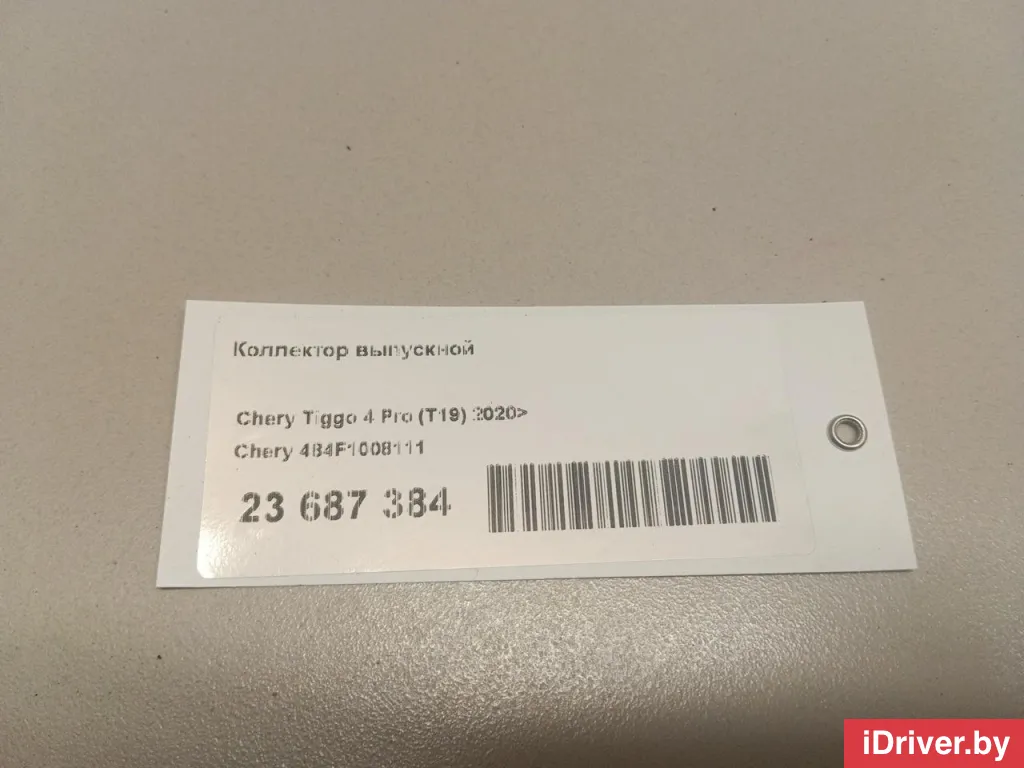 Коллектор выпускной
Chery Tiggo 4 Pro (T19) 2020>
Chery 484F1008111
23 687 384
iDriver.by